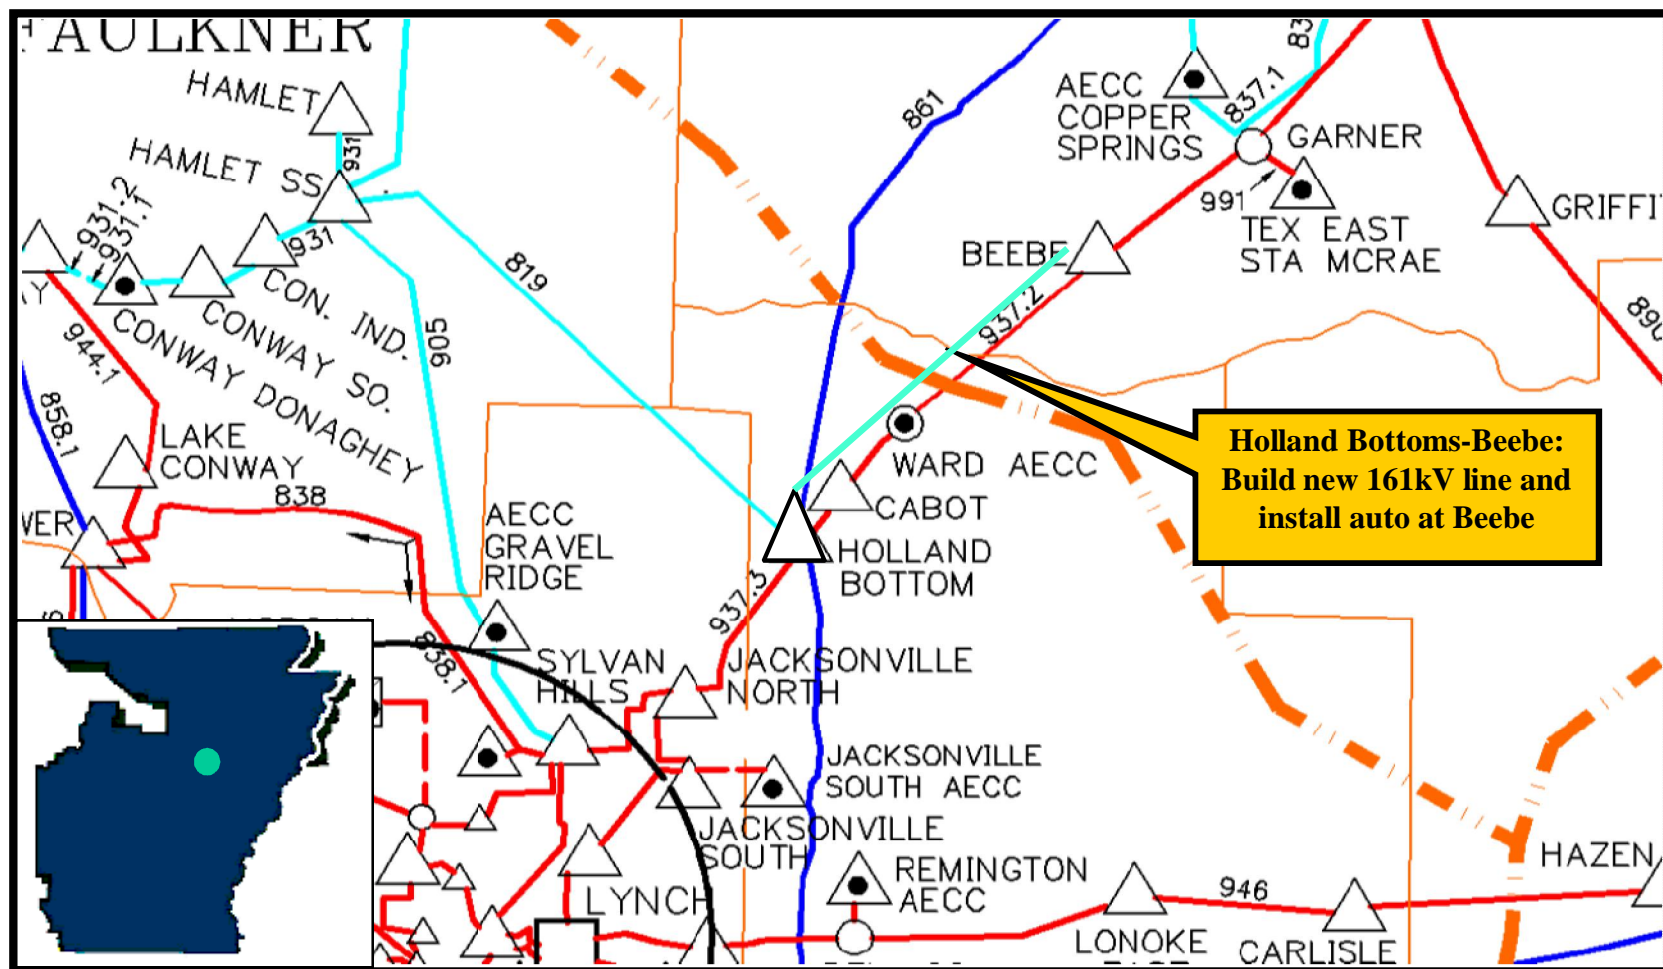 FAULKNER
HAMLET
HAMLET SS
931
931.2
931.1
931
CON. IND.
CONWAY SO.
CONWAY DONAGHEY
944.1
858.1
LAKE
CONWAY
838
905
819
861
AECC
COPPER
SPRINGS
837.1
GARNER
991
TEX EAST
STA MCRAE
BEEBE
937.2
WARD AECC
CABOT
HOLLAND
BOTTOM
937.3
Holland Bottoms-Beebe:
Build new 161kV line and
install auto at Beebe
AECC
GRAVEL
RIDGE
838.1
SYLVAN
HILLS
JACKSONVILLE
NORTH
JACKSONVILLE
SOUTH AECC
JACKSONVILLE
SOUTH
LYNCH
REMINGTON
AECC
946
LONOKE
CARLISLE
HAZEN